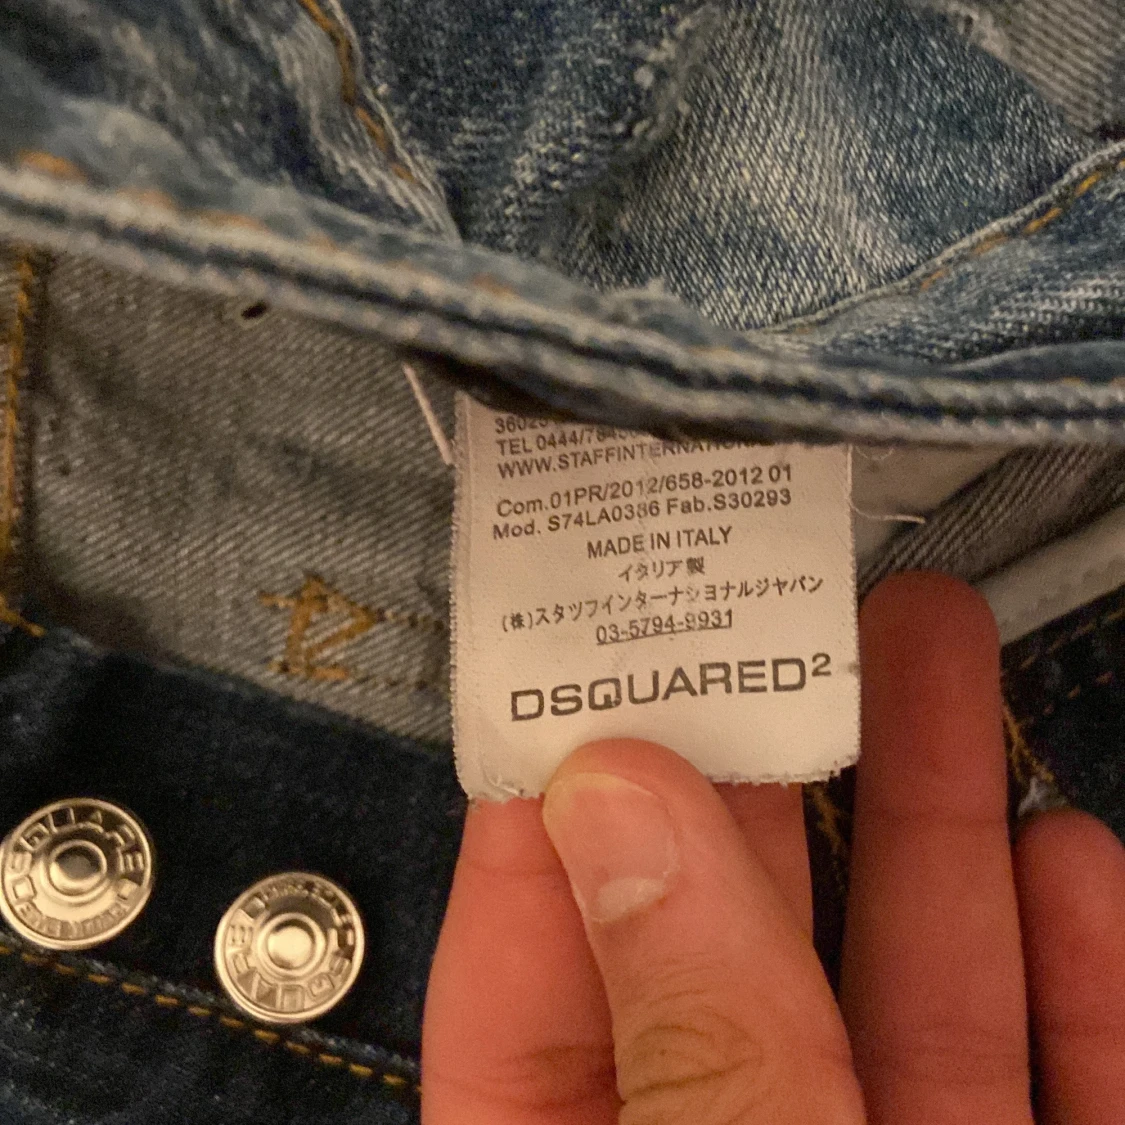 TEL 0444/78
WWW.STAFFINTERNATION
Com.01PR/2012/658-2012 01
Mod. S74LA0386 Fab.S30293
MADE IN ITALY
イタリア製
(株)スタッフインターナショナルジャパン
03-5794-9931
DSQUARED2